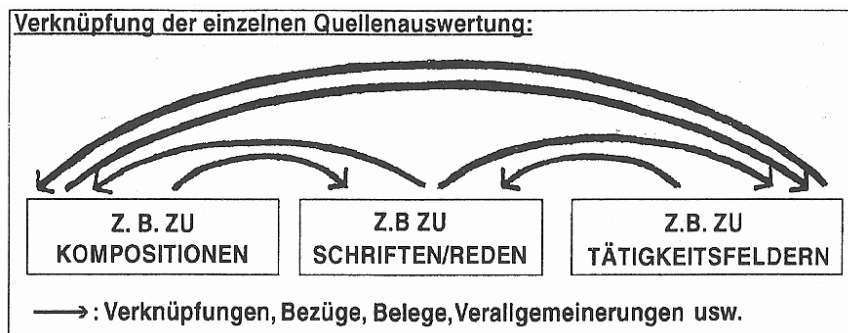 Verknüpfung der einzelnen Quellenauswertung:
Z. B. ZU
KOMPOSITIONEN
Z.B ZU
SCHRIFTEN/REDEN
Z.B. ZU
TÄTIGKEITSFELDERN
⟶: Verknüpfungen, Bezüge, Belege, Verallgemeinerungen usw.